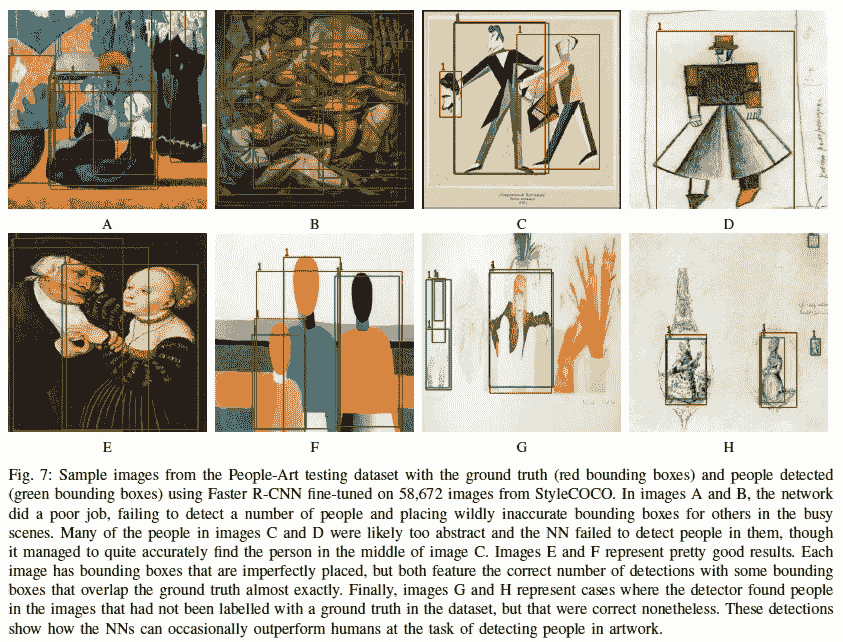 A
B
C
D
E
F
G
H
Fig. 7: Sample images from the People-Art testing dataset with the ground truth (red bounding boxes) and people detected
(green bounding boxes) using Faster R-CNN fine-tuned on 58,672 images from StyleCOCO. In images A and B, the network
did a poor job, failing to detect a number of people and placing wildly inaccurate bounding boxes for others in the busy
scenes. Many of the people in images C and D were likely too abstract and the NN failed to detect people in them, though
it managed to quite accurately find the person in the middle of image C. Images E and F represent pretty good results. Each
image has bounding boxes that are imperfectly placed, but both feature the correct number of detections with some bounding
boxes that overlap the ground truth almost exactly. Finally, images G and H represent cases where the detector found people
in the images that had not been labelled with a ground truth in the dataset, but that were correct nonetheless. These detections
show how the NNs can occasionally outperform humans at the task of detecting people in artwork.